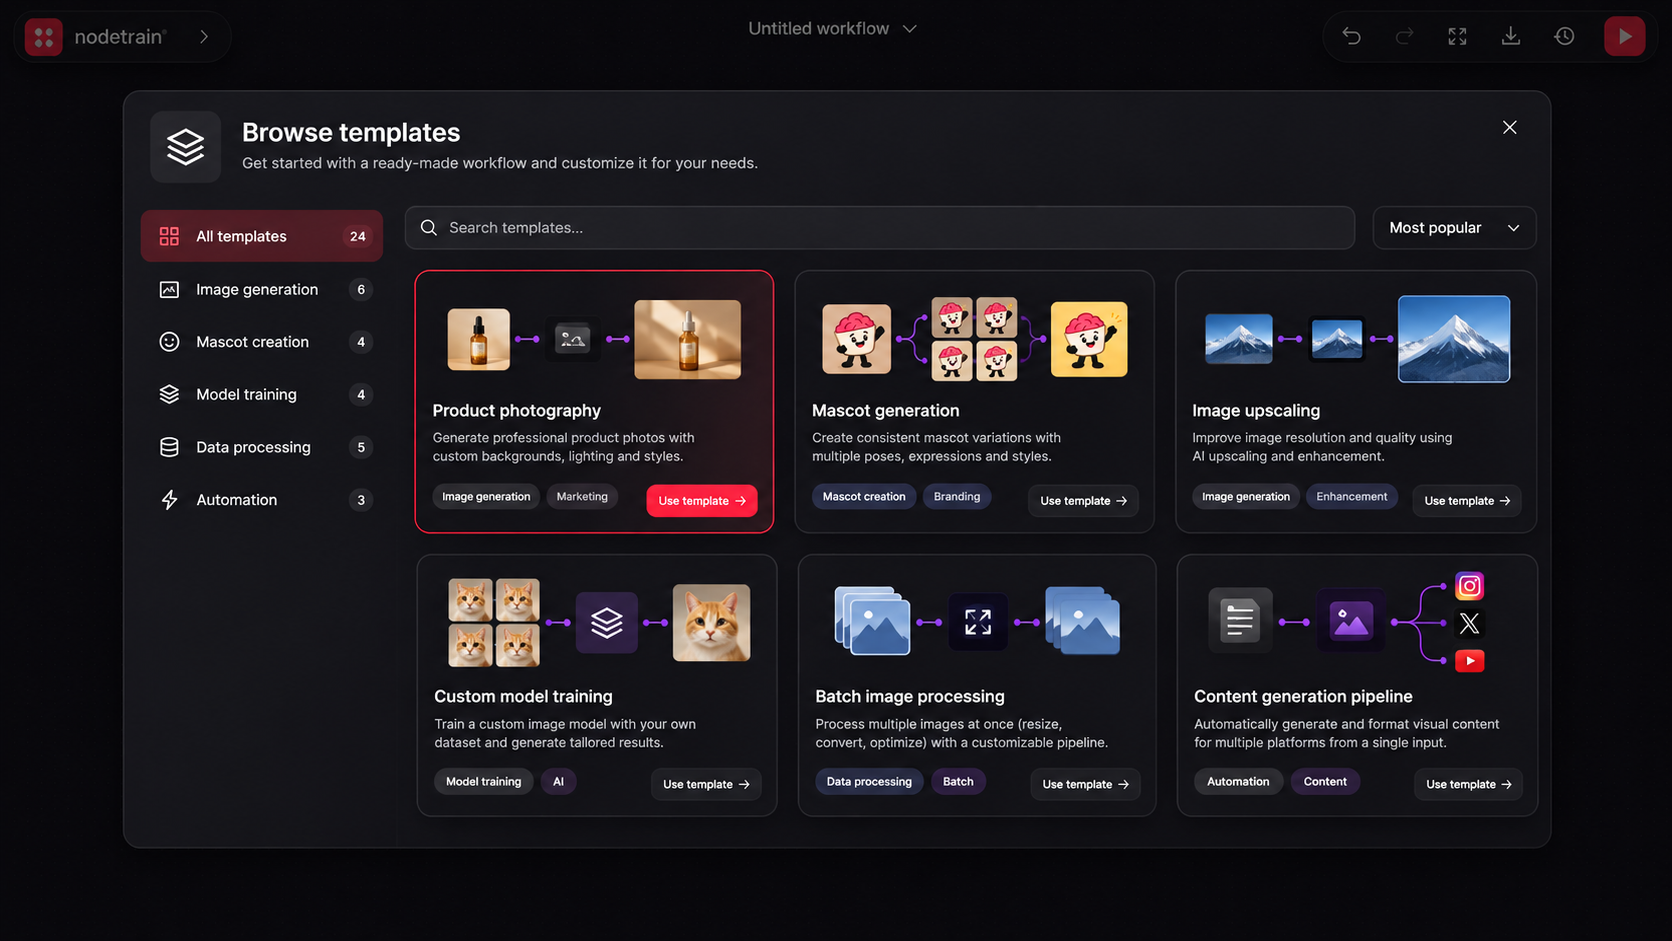 nodetrain®
Untitled workflow
Browse templates
Get started with a ready-made workflow and customize it for your needs.
All templates 24
Image generation 6
Mascot creation 4
Model training 4
Data processing 5
Automation 3
Search templates...
Most popular
Product photography
Generate professional product photos with
custom backgrounds, lighting and styles.
Image generation Marketing Use template →
Mascot generation
Create consistent mascot variations with
multiple poses, expressions and styles.
Mascot creation Branding Use template →
Image upscaling
Improve image resolution and quality using
AI upscaling and enhancement.
Image generation Enhancement Use template →
Custom model training
Train a custom image model with your own
dataset and generate tailored results.
Model training AI Use template →
Batch image processing
Process multiple images at once (resize,
convert, optimize) with a customizable pipeline.
Data processing Batch Use template →
Content generation pipeline
Automatically generate and format visual content
for multiple platforms from a single input.
Automation Content Use template →